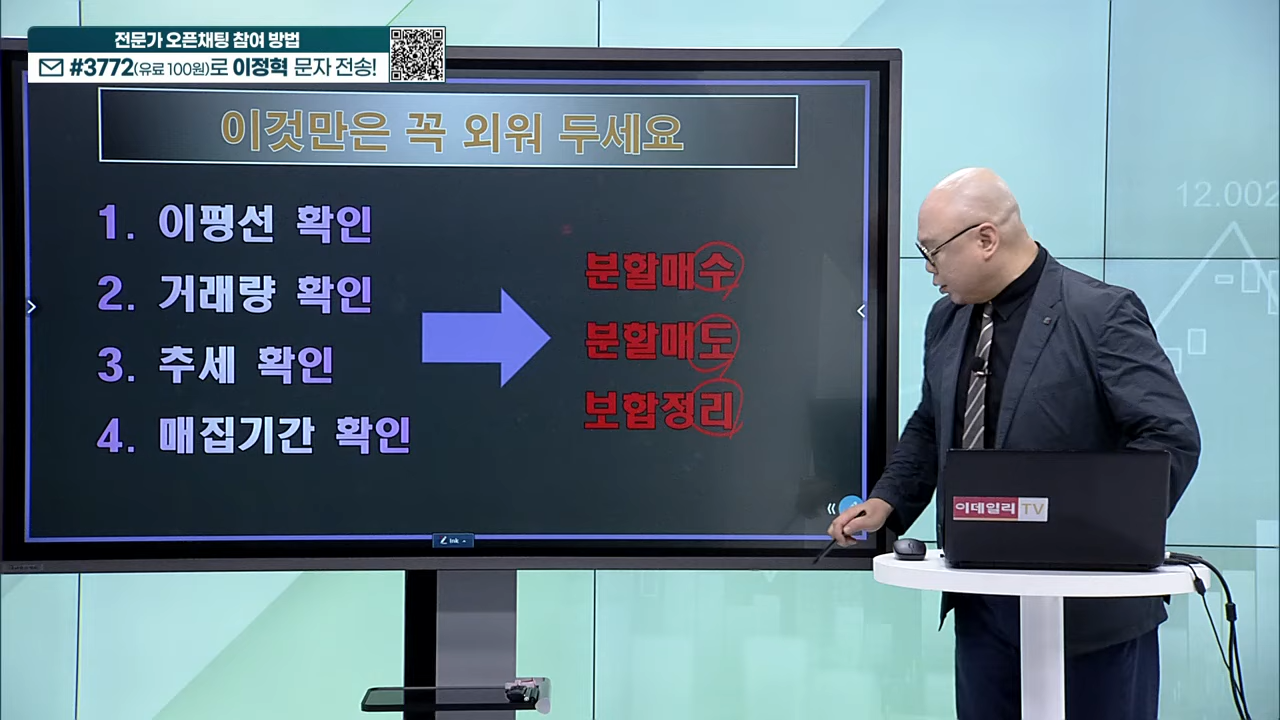 전문가 오픈채팅 참여 방법
#3772(유료 100원)로 이정혁 문자 전송!
이것만은 꼭 외워 두세요
1. 이평선 확인
2. 거래량 확인
3. 추세 확인
4. 매집기간 확인
분할매수
분할매도
보합정리
Ink
이데일리 TV
12.002